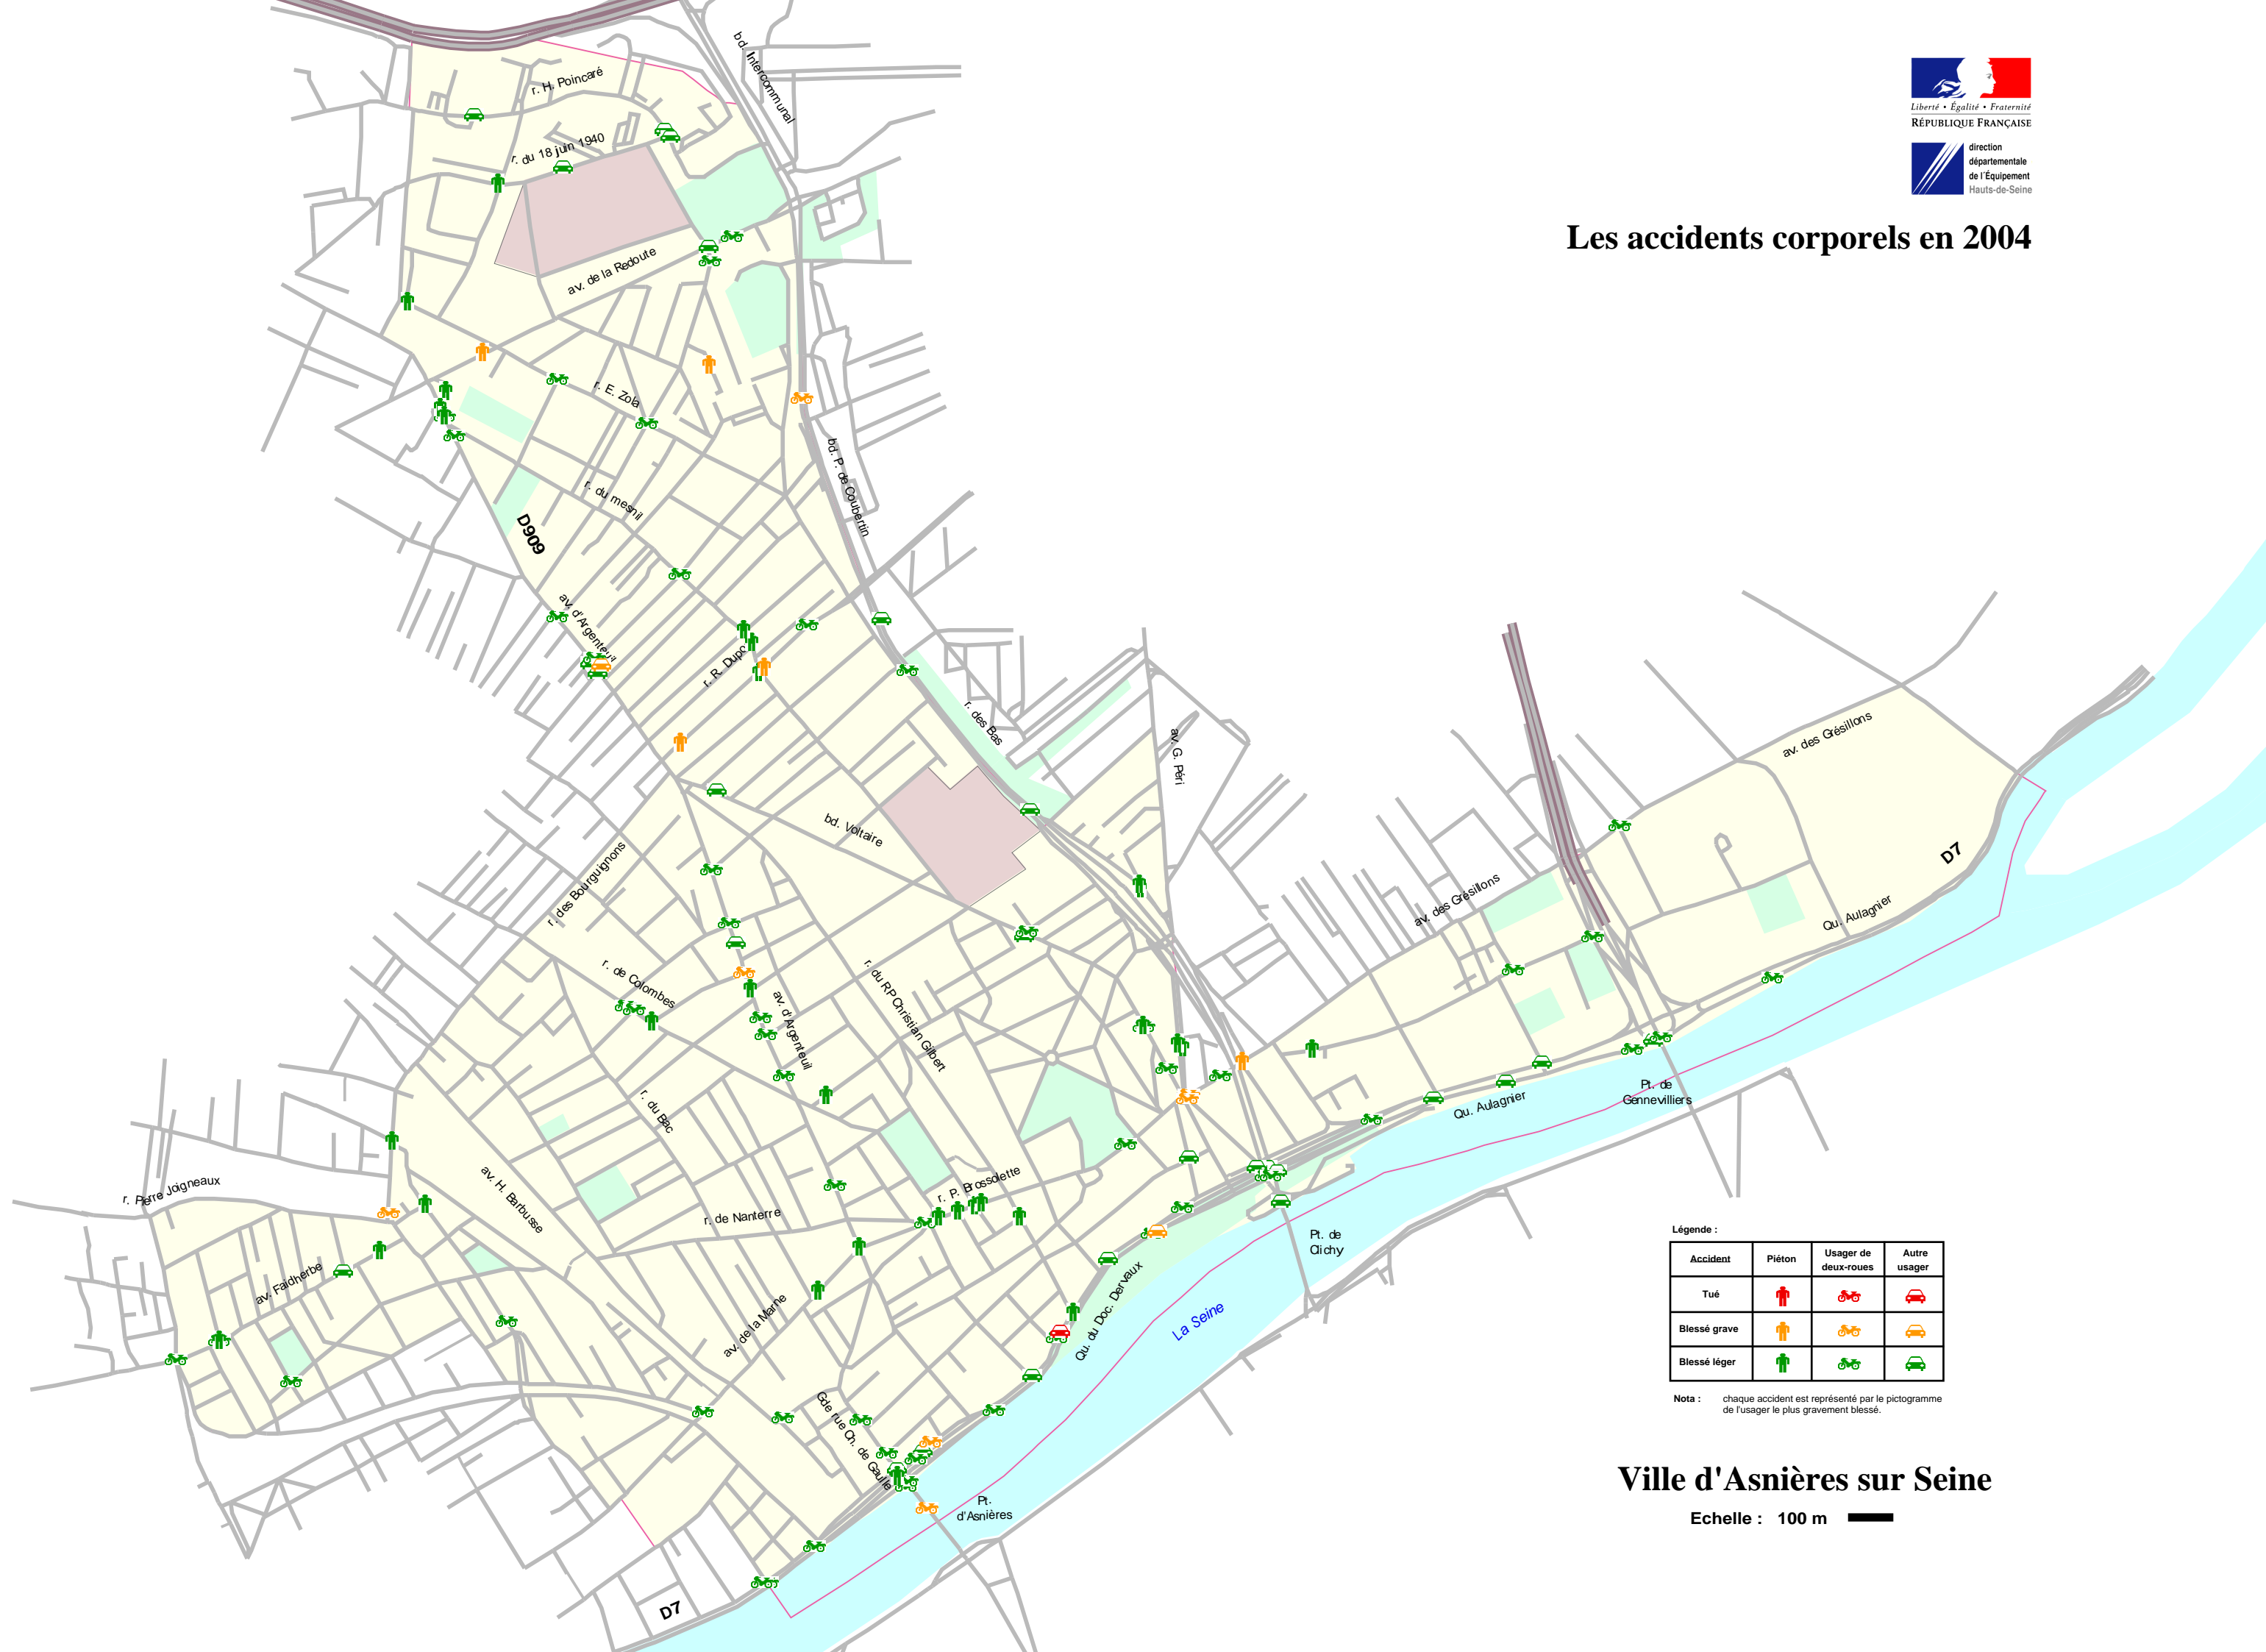 Liberté • Égalité • Fraternité
RÉPUBLIQUE FRANÇAISE
direction
départementale
de l'Équipement
Hauts-de-Seine
Les accidents corporels en 2004
bd. Intercommunal
r. H. Poincaré
r. du 18 juin 1940
av. de la Redoute
r. E. Zola
bd. P. de Coubertin
r. du mesnil
D909
av. d'Argenteuil
r. R. Dupo
r. des Bas
av. G. Péri
av. des Grésillons
bd. Voltaire
D7
r. des Bourguignons
av. des Grésillons
Qu. Aulagnier
r. de Colombes
r. du RP Christian Gilbert
av. d'Argenteuil
r. du Bac
Pt. de
Gennevilliers
Qu. Aulagnier
r. Pierre Joigneaux
av. H. Barbusse
r. P. Brossolette
r. de Nanterre
Pt. de
Clichy
av. Faidherbe
av. de la Marne
Qu. du Doc. Dervaux
La Seine
Gde rue Ch. de Gaulle
Pt.
d'Asnières
D7
Légende :
Accident Piéton Usager de deux-roues Autre usager
Tué
Blessé grave
Blessé léger
Nota : chaque accident est représenté par le pictogramme
de l'usager le plus gravement blessé.
Ville d'Asnières sur Seine
Echelle : 100 m